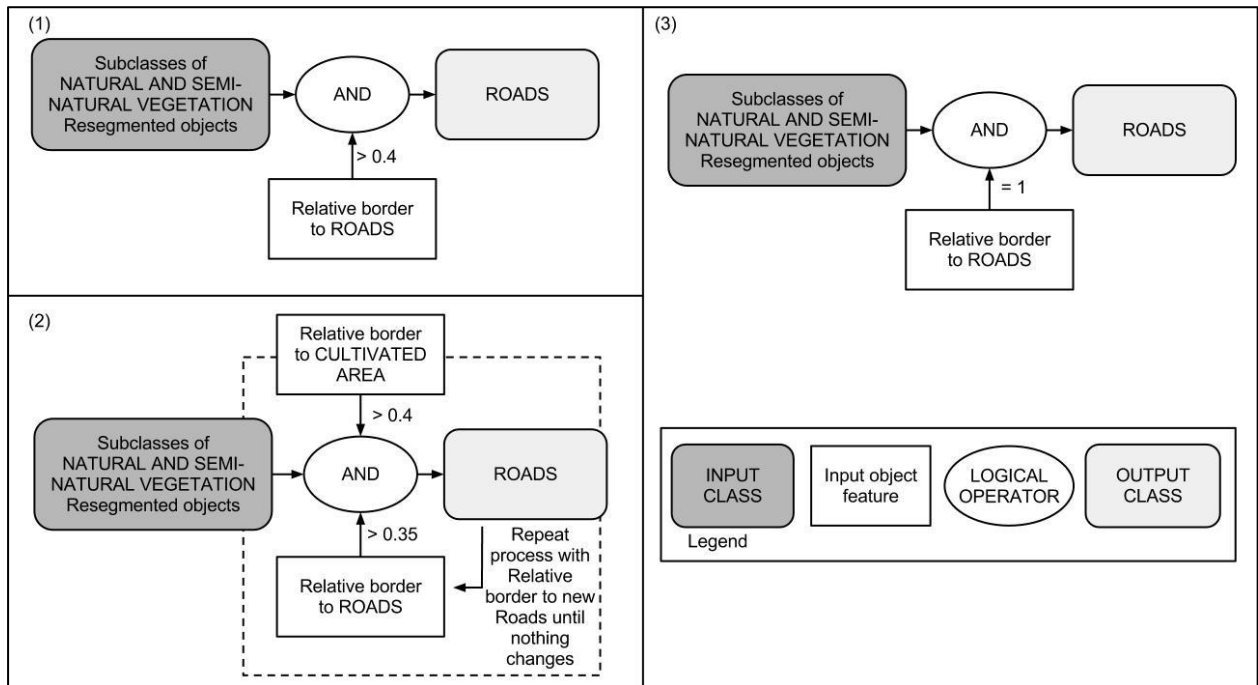 (1)
Subclasses of
NATURAL AND SEMI-
NATURAL VEGETATION
Resegmented objects
AND
ROADS
> 0.4
Relative border
to ROADS
(2)
Relative border
to CULTIVATED
AREA
> 0.4
Subclasses of
NATURAL AND SEMI-
NATURAL VEGETATION
Resegmented objects
AND
ROADS
> 0.35
Relative border
to ROADS
Repeat
process with
Relative
border to new
Roads until
nothing
changes
(3)
Subclasses of
NATURAL AND SEMI-
NATURAL VEGETATION
Resegmented objects
AND
ROADS
= 1
Relative border
to ROADS
INPUT
CLASS
Input object
feature
LOGICAL
OPERATOR
OUTPUT
CLASS
Legend